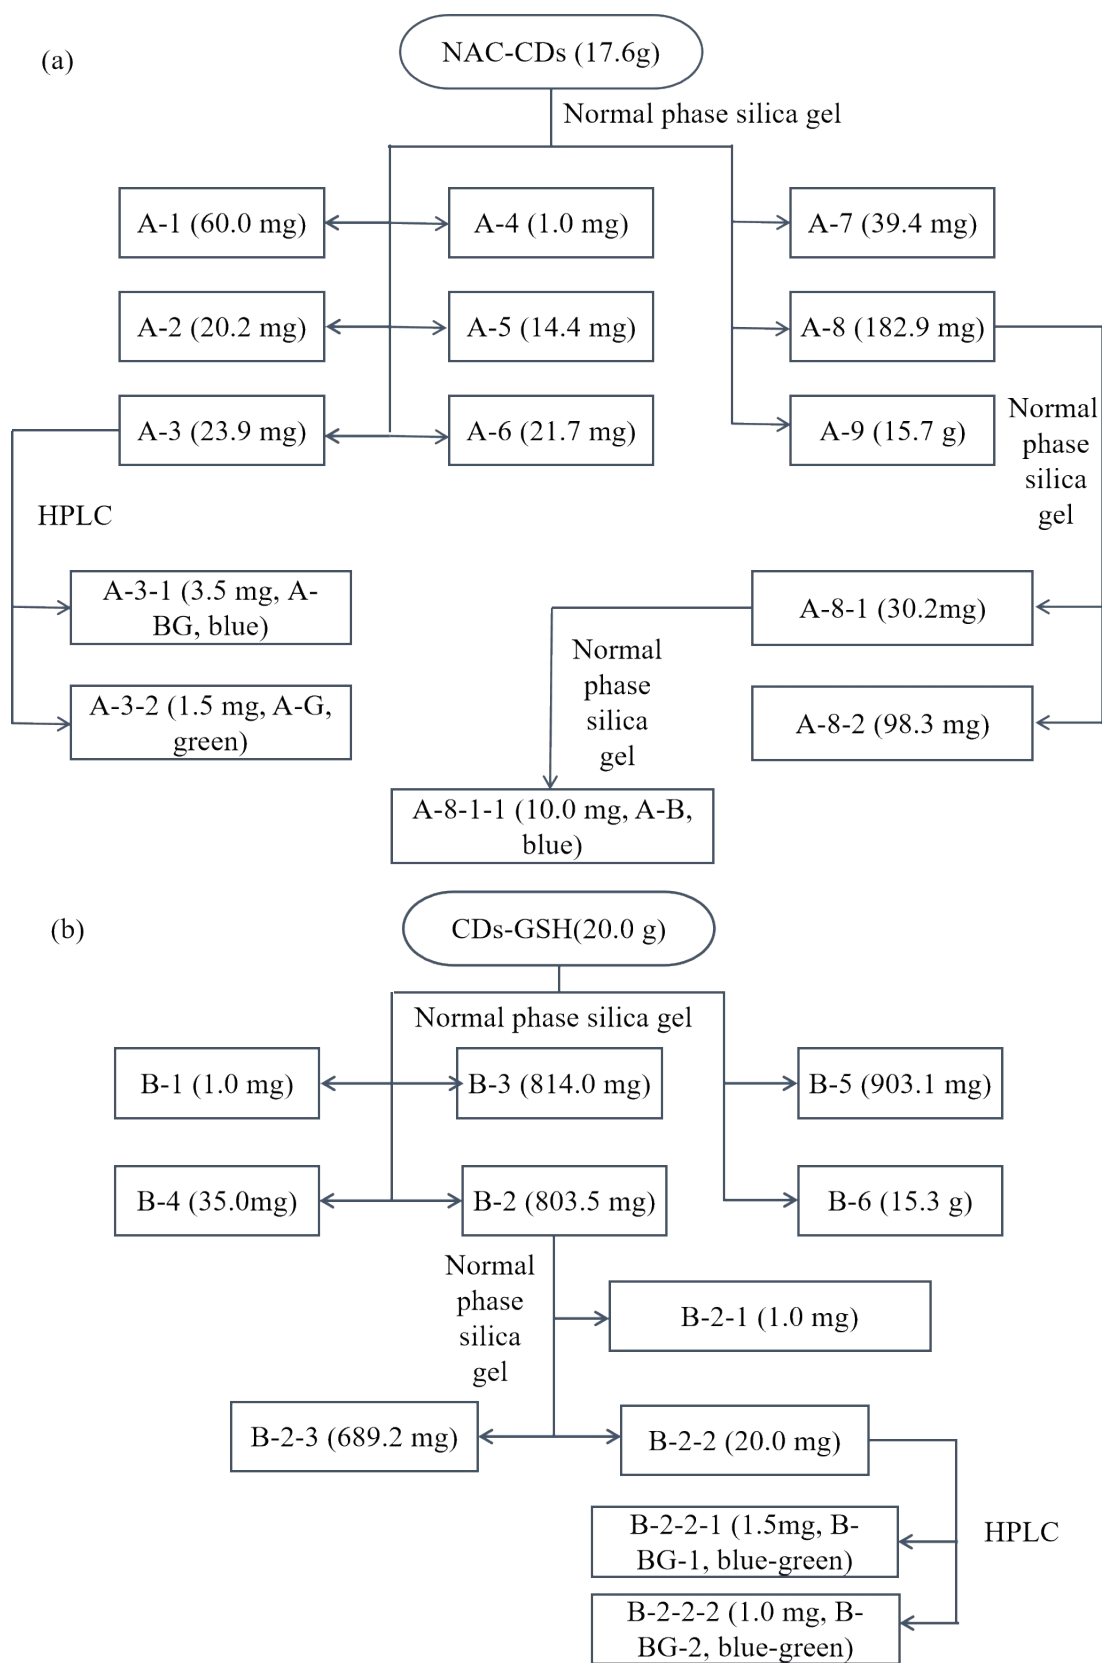 (a)
NAC-CDs (17.6g)
Normal phase silica gel
A-1 (60.0 mg)
A-4 (1.0 mg)
A-7 (39.4 mg)
A-2 (20.2 mg)
A-5 (14.4 mg)
A-8 (182.9 mg)
A-3 (23.9 mg)
A-6 (21.7 mg)
A-9 (15.7 g)
Normal
phase
silica
gel
HPLC
A-3-1 (3.5 mg, A-
BG, blue)
A-8-1 (30.2mg)
Normal
phase
silica
gel
A-3-2 (1.5 mg, A-G,
green)
A-8-2 (98.3 mg)
A-8-1-1 (10.0 mg, A-B,
blue)
(b)
CDs-GSH(20.0 g)
Normal phase silica gel
B-1 (1.0 mg)
B-3 (814.0 mg)
B-5 (903.1 mg)
B-4 (35.0mg)
B-2 (803.5 mg)
B-6 (15.3 g)
Normal
phase
silica
gel
B-2-1 (1.0 mg)
B-2-3 (689.2 mg)
B-2-2 (20.0 mg)
B-2-2-1 (1.5mg, B-
BG-1, blue-green)
HPLC
B-2-2-2 (1.0 mg, B-
BG-2, blue-green)